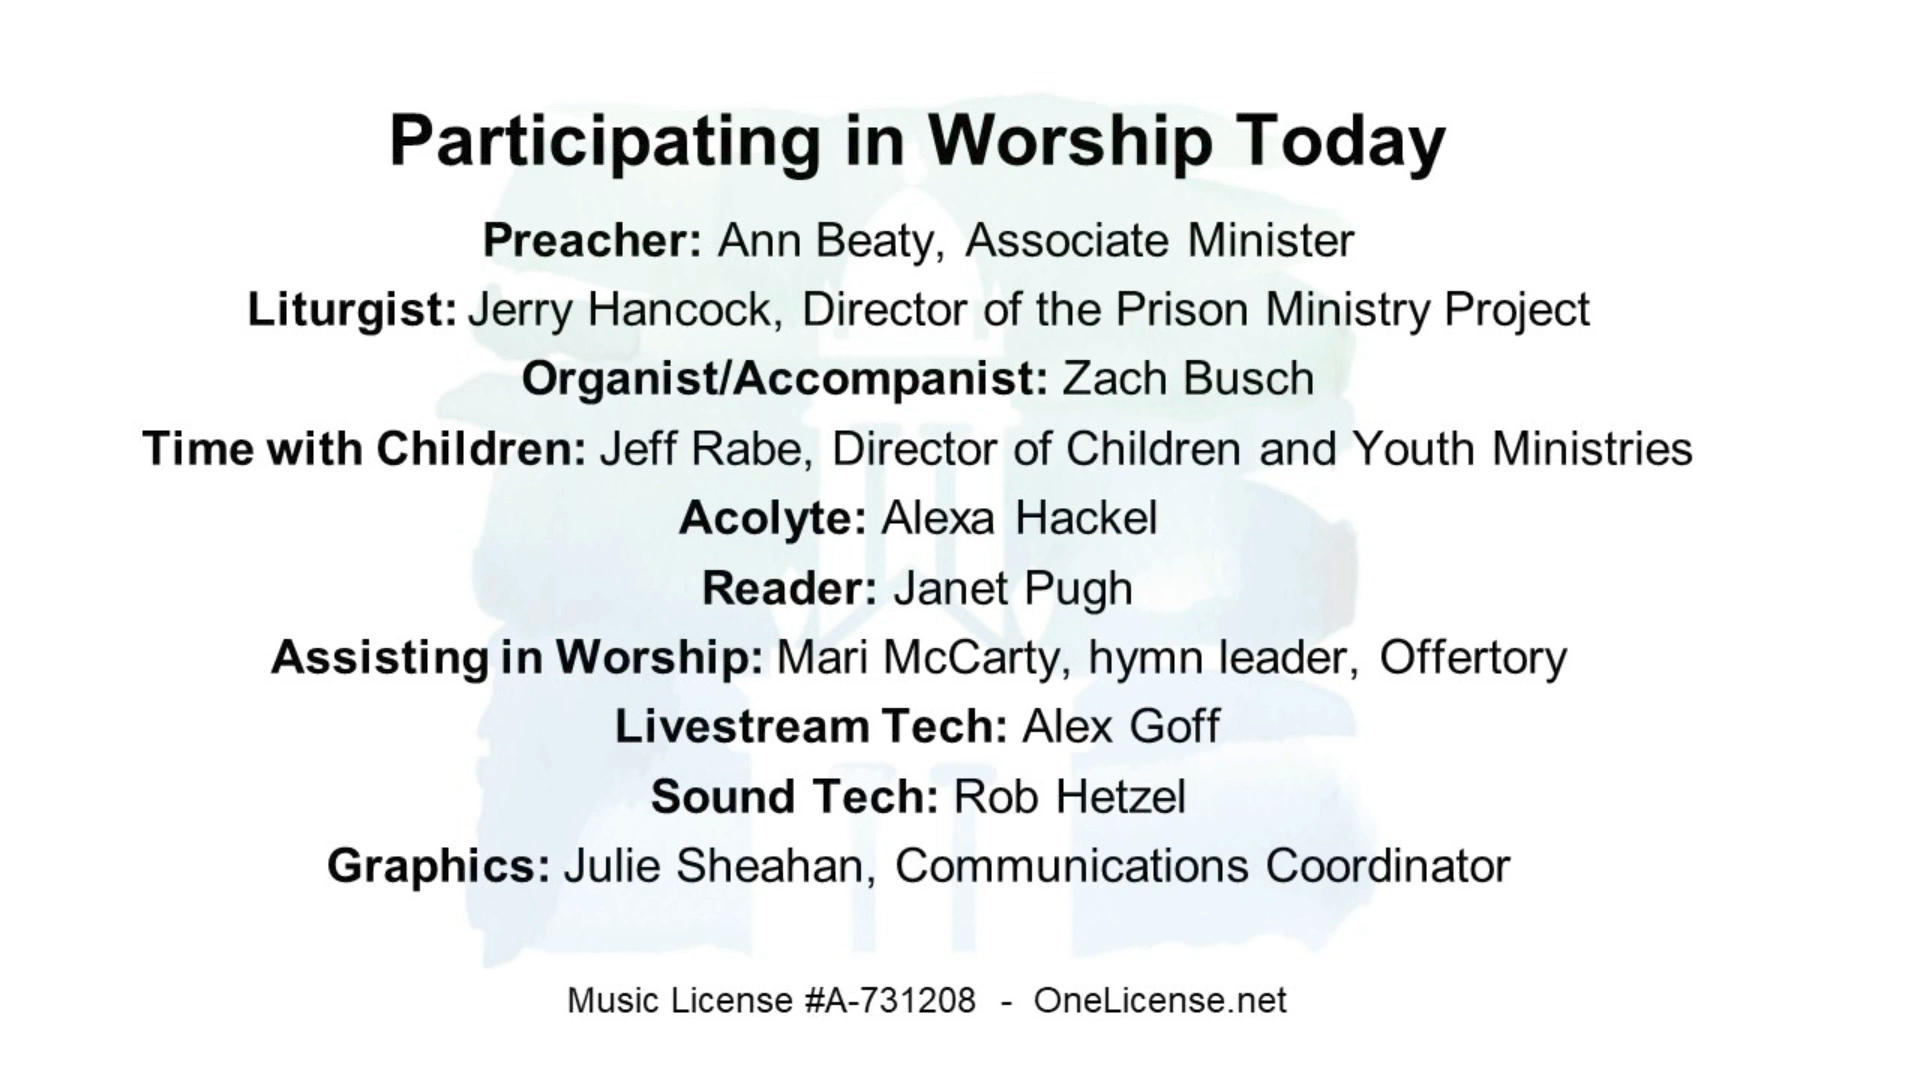 Participating in Worship Today
Preacher: Ann Beaty, Associate Minister
Liturgist: Jerry Hancock, Director of the Prison Ministry Project
Organist/Accompanist: Zach Busch
Time with Children: Jeff Rabe, Director of Children and Youth Ministries
Acolyte: Alexa Hackel
Reader: Janet Pugh
Assisting in Worship: Mari McCarty, hymn leader, Offertory
Livestream Tech: Alex Goff
Sound Tech: Rob Hetzel
Graphics: Julie Sheahan, Communications Coordinator
Music License #A-731208 - OneLicense.net